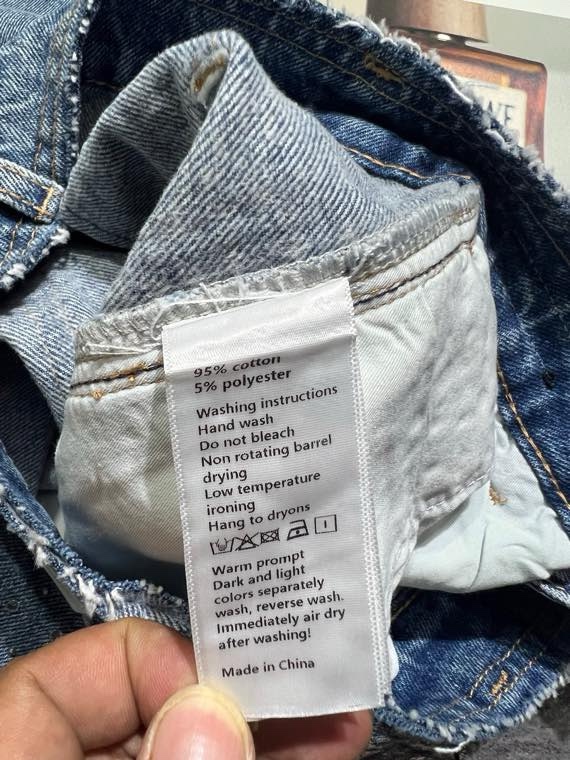 95% cotton
5% polyester
Washing instructions
Hand wash
Do not bleach
Non rotating barrel
drying
Low temperature
ironing
Hang to dryons
Warm prompt
Dark and light
colors separately
wash, reverse wash.
Immediately air dry
after washing!
Made in China